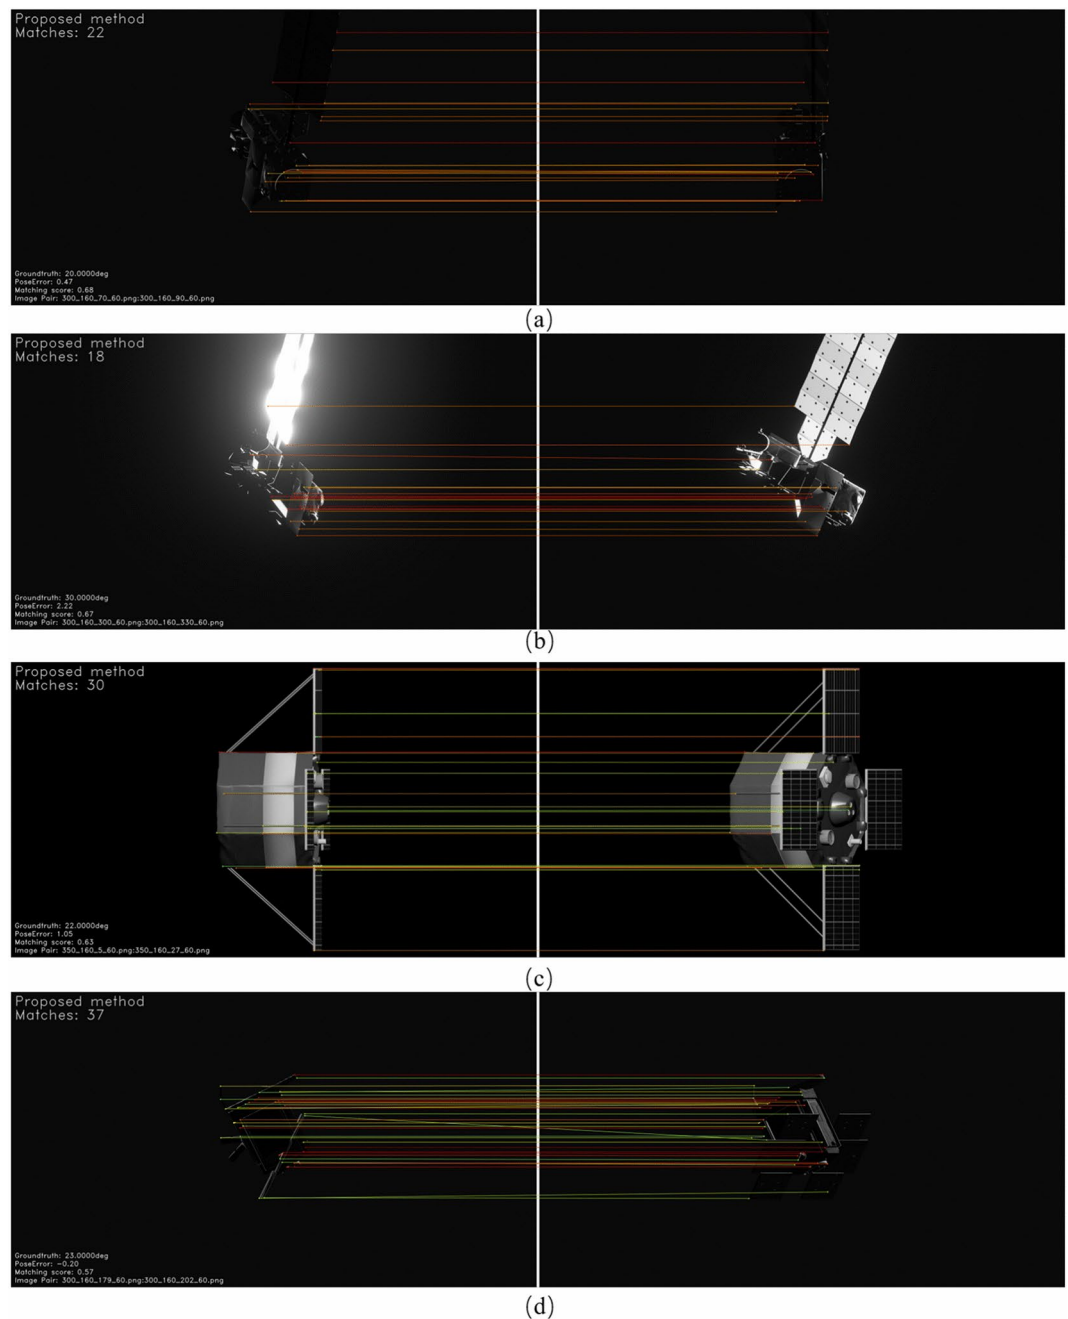 Proposed method
Matches: 22
Groundtruth: 20.0000deg
PoseError: 0.47
Matching score: 0.68
Image Pair: 300_160_70_60.png:300_160_90_60.png
(a)
Proposed method
Matches: 18
Groundtruth: 30.0000deg
PoseError: 2.22
Matching score: 0.67
Image Pair: 300_160_300_60.png:300_160_330_60.png
(b)
Proposed method
Matches: 30
Groundtruth: 22.0000deg
PoseError: 1.05
Matching score: 0.63
Image Pair: 350_160_5_60.png:350_160_27_60.png
(c)
Proposed method
Matches: 37
Groundtruth: 23.0000deg
PoseError: -0.20
Matching score: 0.57
Image Pair: 300_160_179_60.png:300_160_202_60.png
(d)